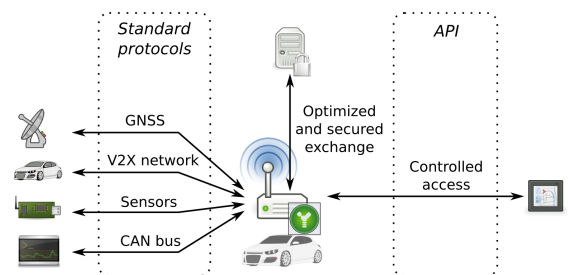 Standard
protocols
API
GNSS
V2X network
Sensors
CAN bus
Optimized
and secured
exchange
Controlled
access